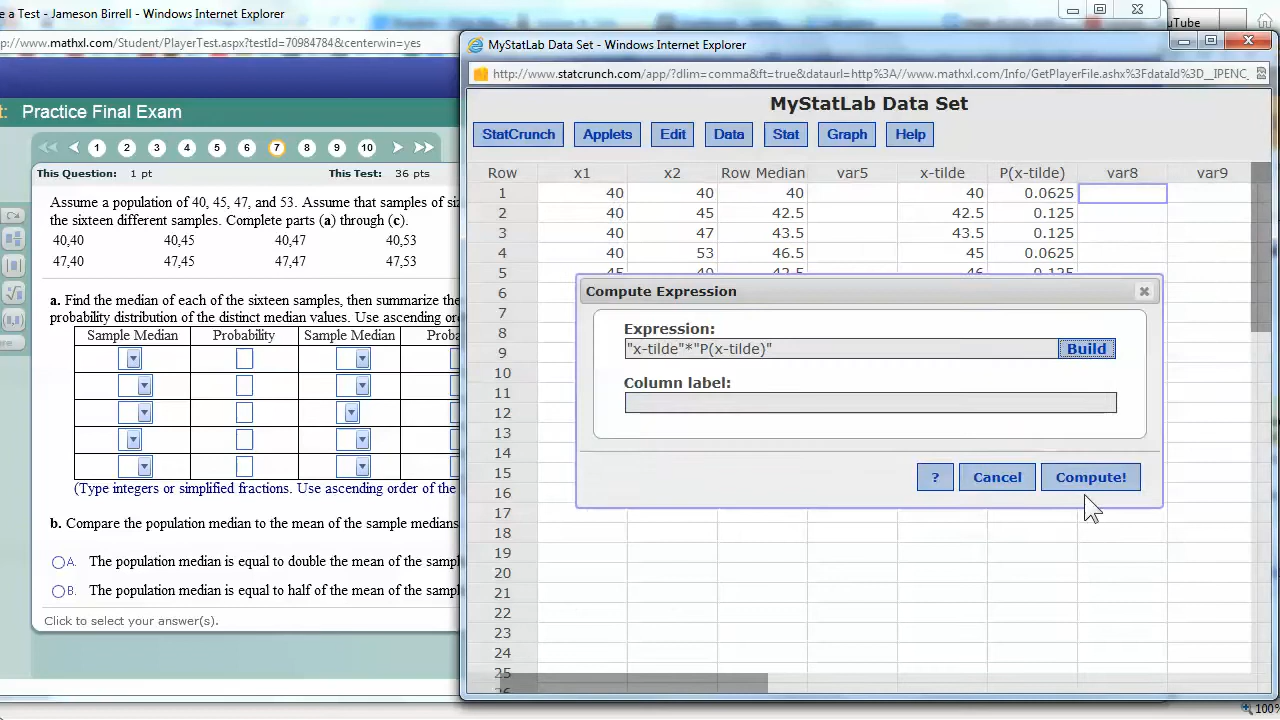 e a Test - Jameson Birrell - Windows Internet Explorer
tp://www.mathxl.com/Student/PlayerTest.aspx?testId=70984784&centerwin=yes
t: Practice Final Exam
1 2 3 4 5 6 7 8 9 10
This Question: 1 pt This Test: 36 pts
Assume a population of 40, 45, 47, and 53. Assume that samples of si
the sixteen different samples. Complete parts (a) through (c).
40,40 40,45 40,47 40,53
47,40 47,45 47,47 47,53
a. Find the median of each of the sixteen samples, then summarize the
probability distribution of the distinct median values. Use ascending
Sample Median Probability Sample Median Proba
(Type integers or simplified fractions. Use ascending order of the
b. Compare the population median to the mean of the sample medians
A. The population median is equal to double the mean of the samp
B. The population median is equal to half of the mean of the samp
Click to select your answer(s).
uTube
MyStatLab Data Set - Windows Internet Explorer
http://www.statcrunch.com/app/?dlim=comma&ft=true&dataurl=http%3A//www.mathxl.com/Info/GetPlayerFile.ashx%3FdataId%3D__IPENC_
MyStatLab Data Set
StatCrunch Applets Edit Data Stat Graph Help
Row x1 x2 Row Median var5 x-tilde P(x-tilde) var8 var9
1 40 40 40 40 0.0625
2 40 45 42.5 42.5 0.125
3 40 47 43.5 43.5 0.125
4 40 53 46.5 45 0.0625
5 45 40 42.5 46 0.125
6
7
8
9
10
11
12
13
14
15
16
17
18
19
20
21
22
23
24
25
26
Compute Expression
Expression:
"x-tilde"*"P(x-tilde)" Build
Column label:
? Cancel Compute!
100%